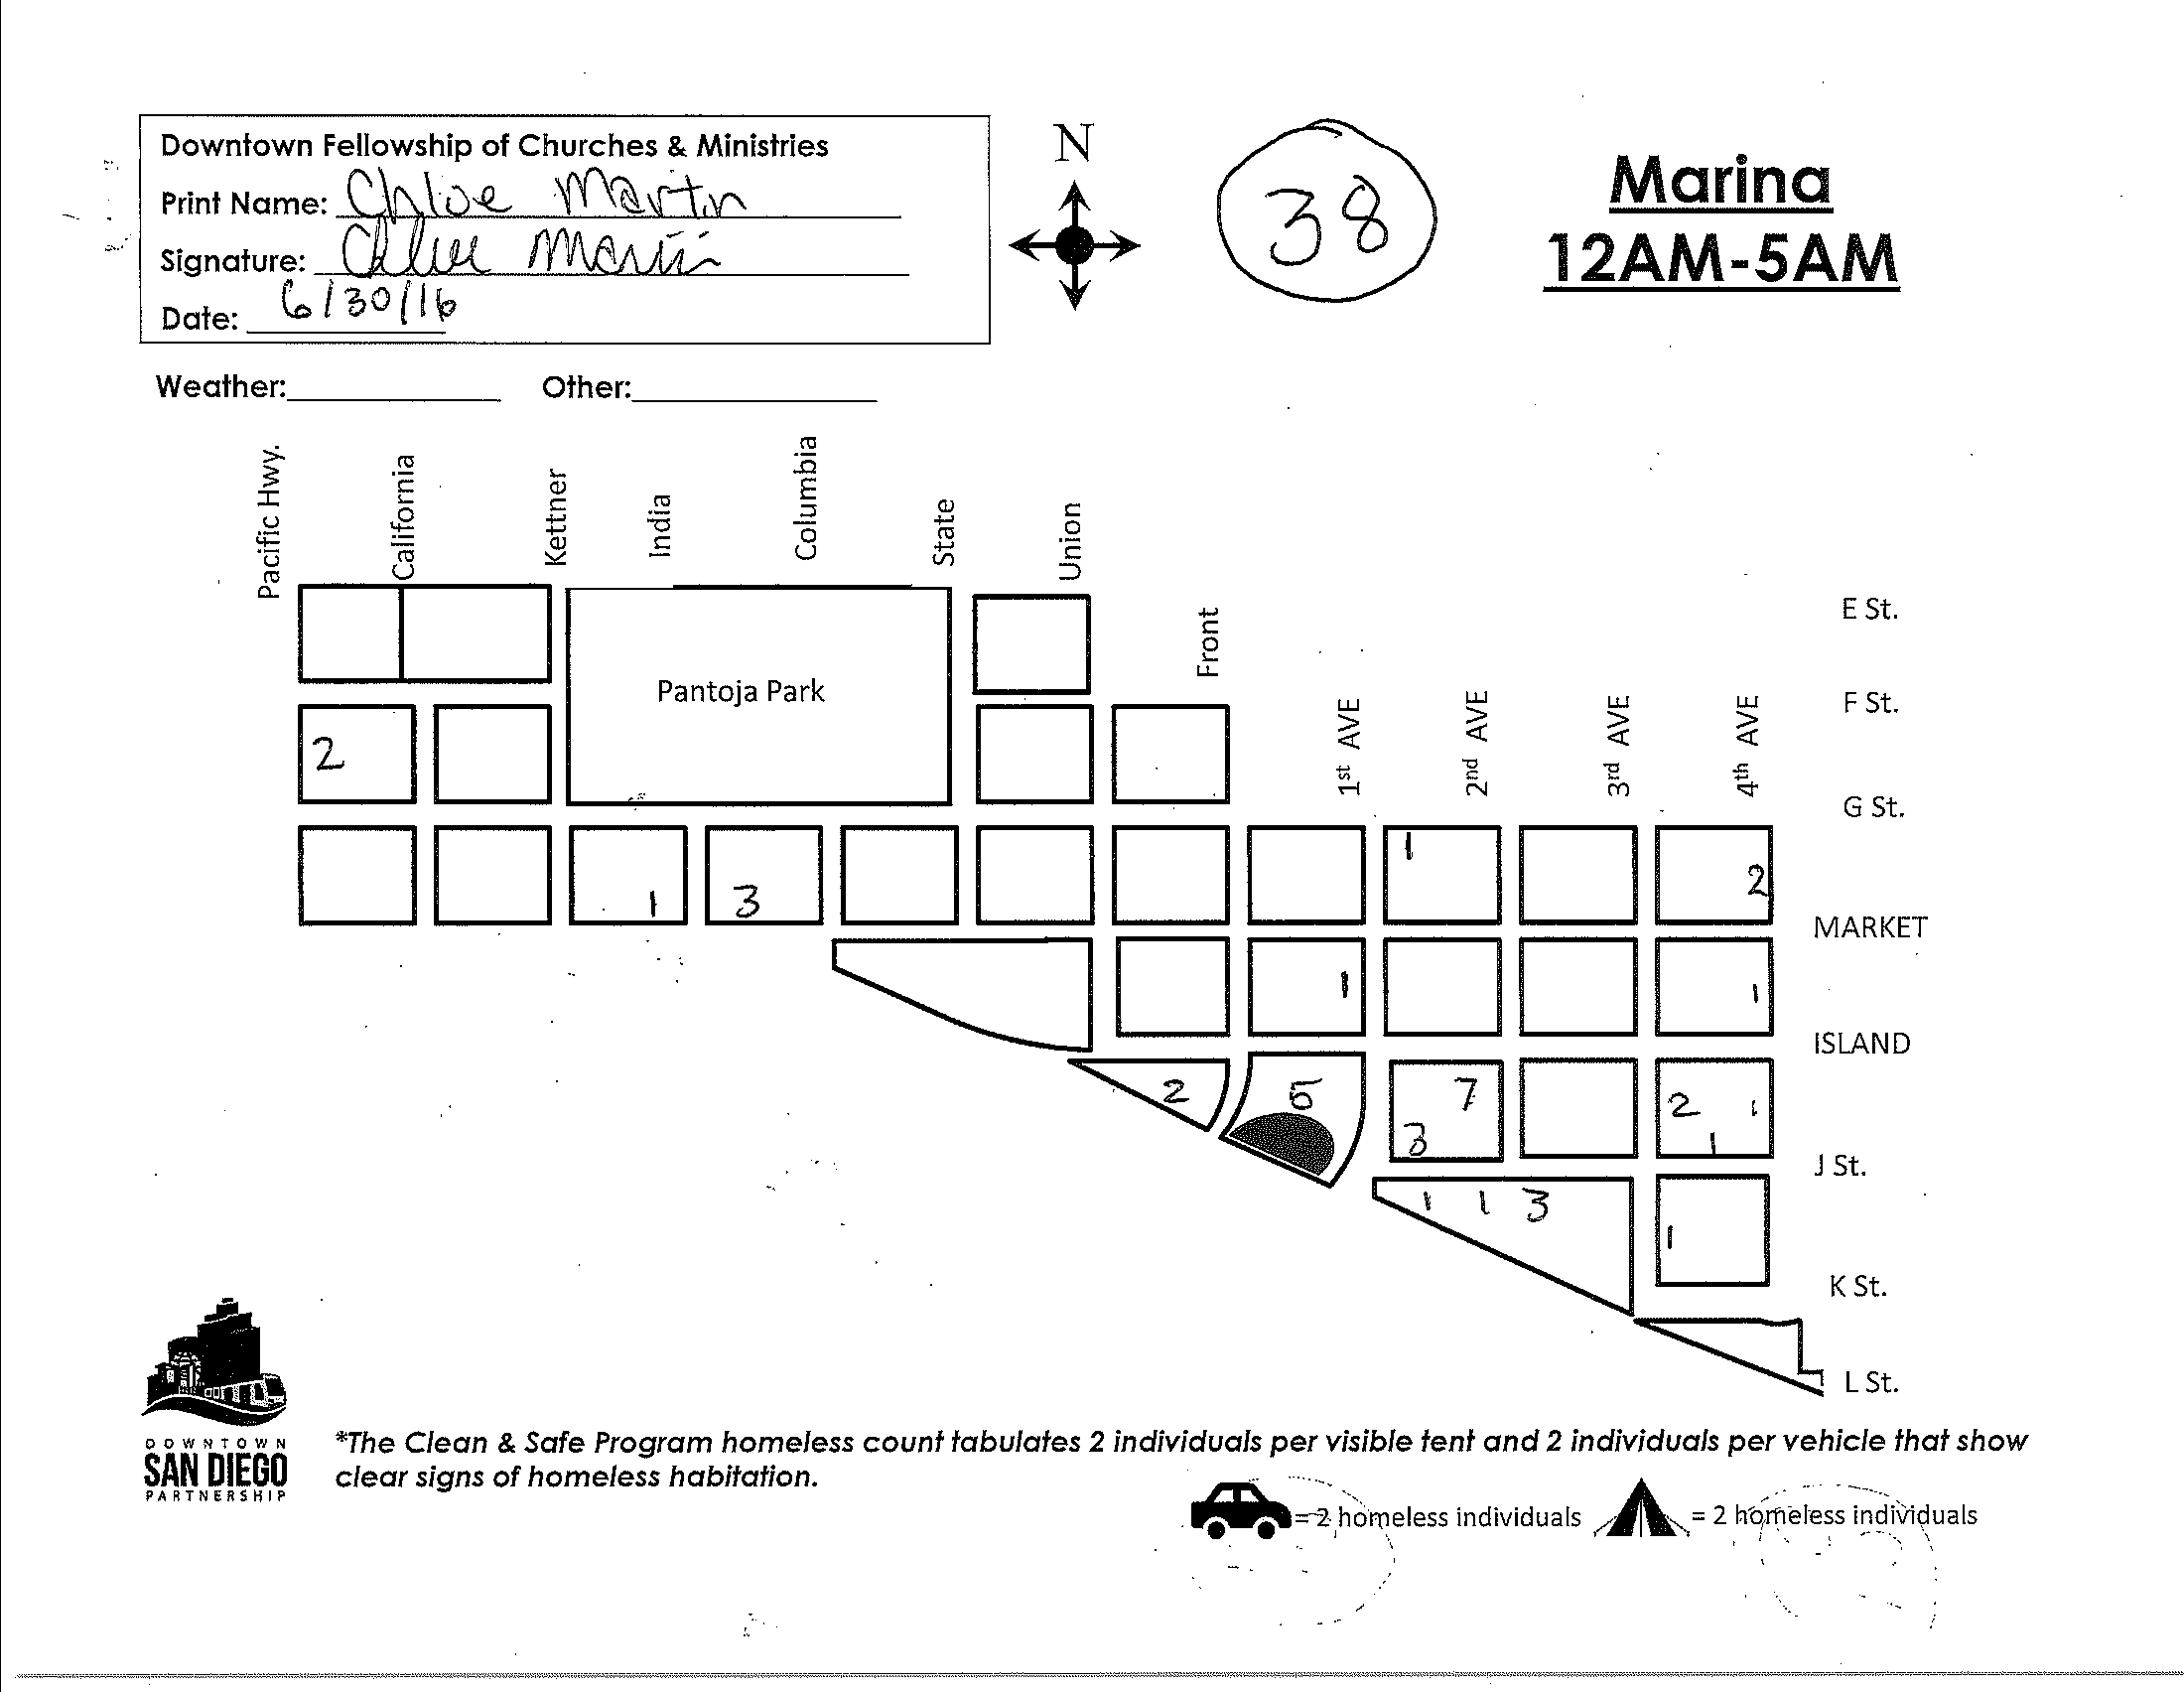 Downtown Fellowship of Churches & Ministries
Print Name: Chloe Martin
Signature: Chloe Martin
Date: 6/30/16
N
38
Marina
12AM-5AM
Weather:
Other:
Pacific Hwy.
California
Kettner
India
Columbia
State
Union
Front
1st AVE
2nd AVE
3rd AVE
4th AVE
E St.
F St.
G St.
MARKET
ISLAND
J St.
K St.
L St.
Pantoja Park
2
1 3 1 2
1 1
2 5 3 7 2 1 1
1 1 3 1
DOWNTOWN
SAN DIEGO
PARTNERSHIP
*The Clean & Safe Program homeless count tabulates 2 individuals per visible tent and 2 individuals per vehicle that show
clear signs of homeless habitation.
= 2 homeless individuals
= 2 homeless individuals